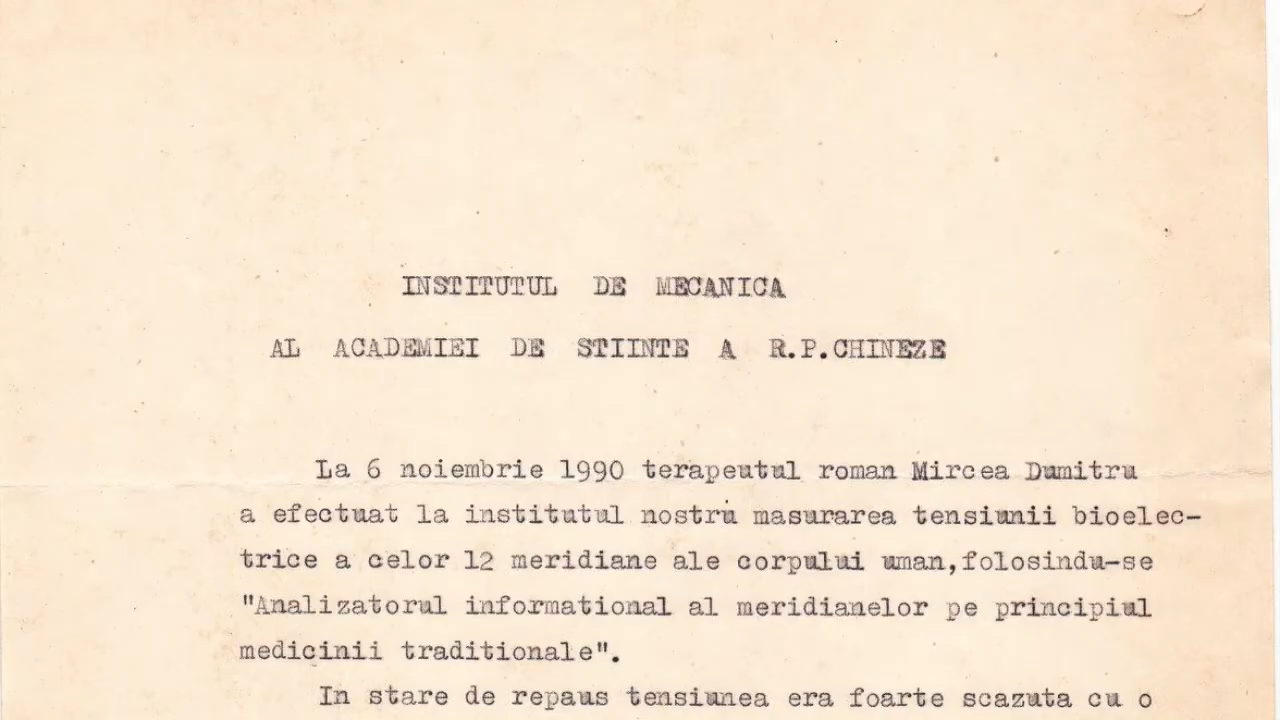 INSTITUTUL DE MECANICA
AL ACADEMIEI DE STIINTE A R.P.CHINEZE
La 6 noiembrie 1990 terapeutul roman Mircea Dumitru
a efectuat la institutul nostru masurarea tensiunii bioelec-
trice a celor 12 meridiane ale corpului uman,folosindu-se
"Analizatorul informational al meridianelor pe principiul
medicinii traditionale".
In stare de repaus tensiunea era foarte scazuta cu o